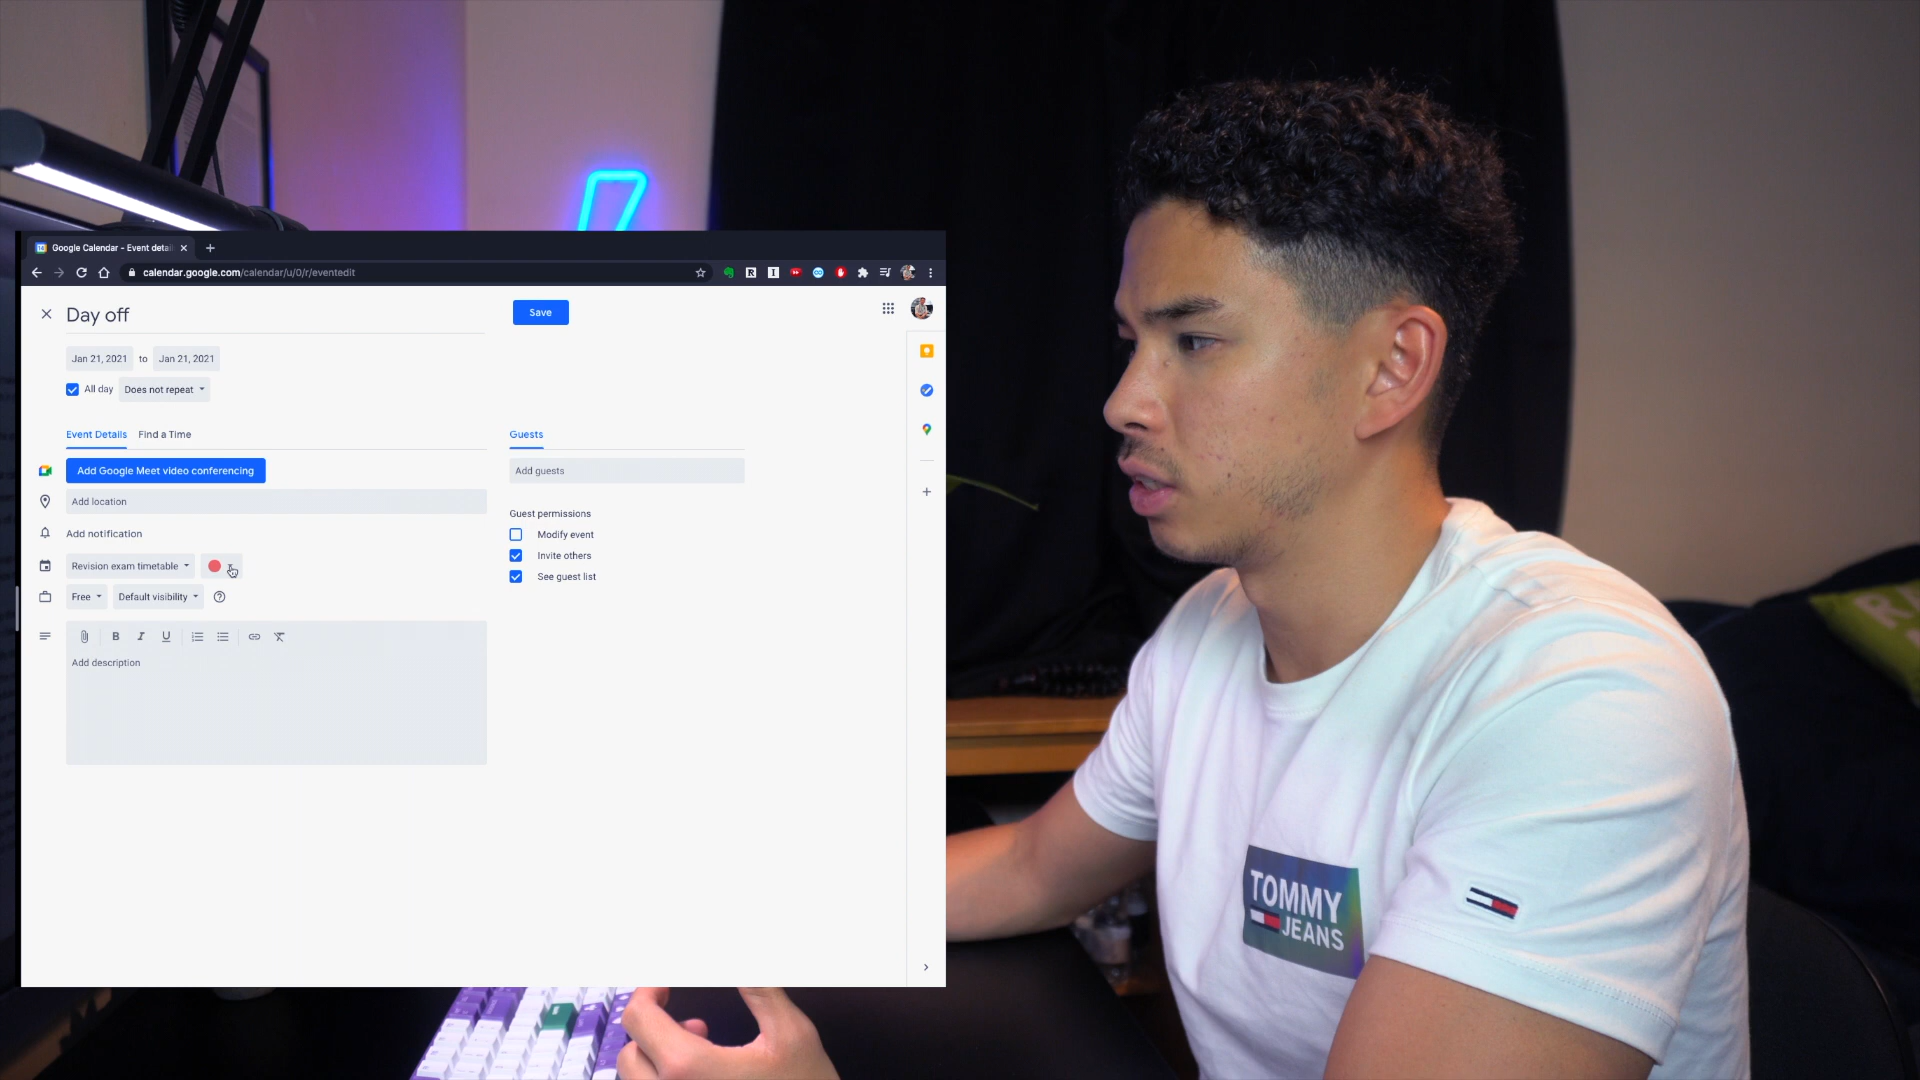 Google Calendar - Event detai
calendar.google.com/calendar/u/0/r/eventedit
Day off
Save
Jan 21, 2021 to Jan 21, 2021
All day Does not repeat
Event Details Find a Time
Guests
Add Google Meet video conferencing
Add guests
Add location
Guest permissions
Add notification
Modify event
Invite others
Revision exam timetable
See guest list
Free Default visibility
B I U
Add description
TOMMY
JEANS